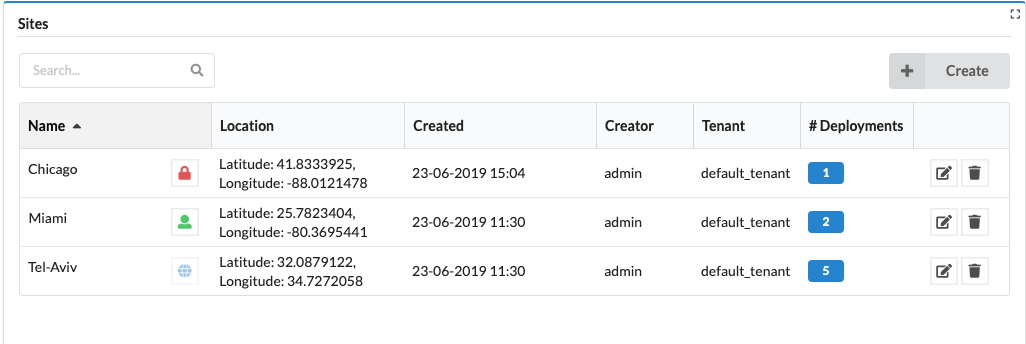 Sites
Search...
Create
Name Location Created Creator Tenant # Deployments
Chicago Latitude: 41.8333925, Longitude: -88.0121478 23-06-2019 15:04 admin default_tenant 1
Miami Latitude: 25.7823404, Longitude: -80.3695441 23-06-2019 11:30 admin default_tenant 2
Tel-Aviv Latitude: 32.0879122, Longitude: 34.7272058 23-06-2019 11:30 admin default_tenant 5